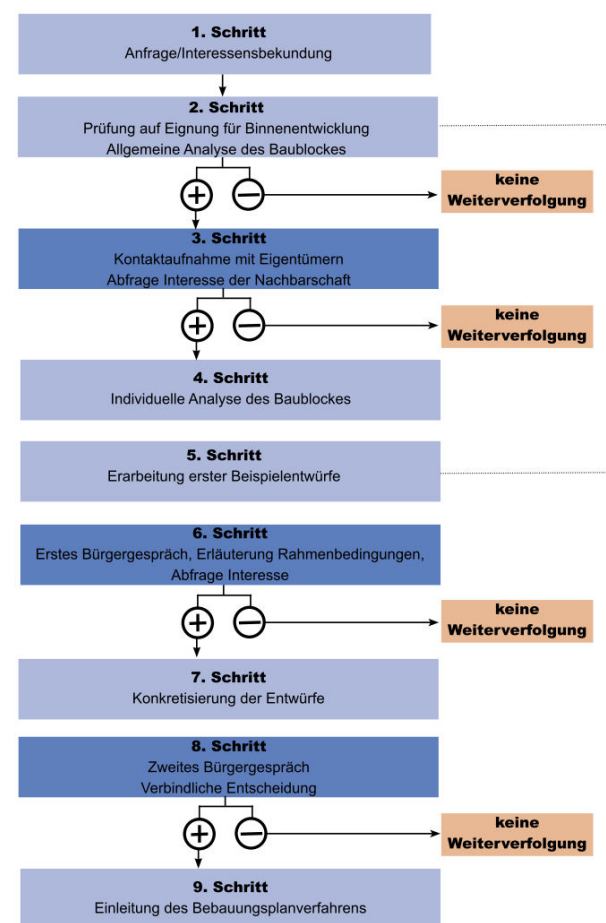 1. Schritt
Anfrage/Interessensbekundung
2. Schritt
Prüfung auf Eignung für Binnenentwicklung
Allgemeine Analyse des Baublockes
+ −
keine
Weiterverfolgung
3. Schritt
Kontaktaufnahme mit Eigentümern
Abfrage Interesse der Nachbarschaft
+ −
keine
Weiterverfolgung
4. Schritt
Individuelle Analyse des Baublockes
5. Schritt
Erarbeitung erster Beispielentwürfe
6. Schritt
Erstes Bürgergespräch, Erläuterung Rahmenbedingungen,
Abfrage Interesse
+ −
keine
Weiterverfolgung
7. Schritt
Konkretisierung der Entwürfe
8. Schritt
Zweites Bürgergespräch
Verbindliche Entscheidung
+ −
keine
Weiterverfolgung
9. Schritt
Einleitung des Bebauungsplanverfahrens